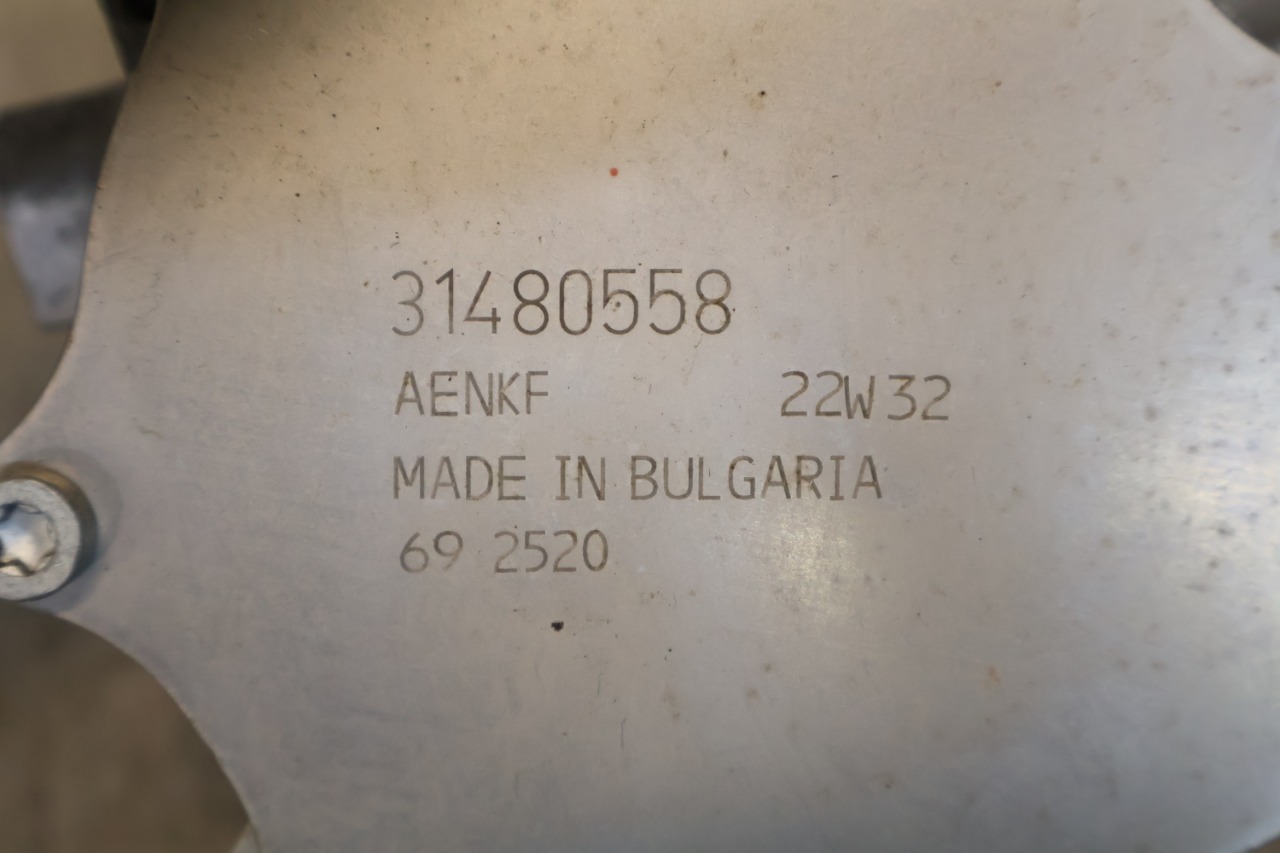 31480558
AENKF 22W32
MADE IN BULGARIA
69 2520